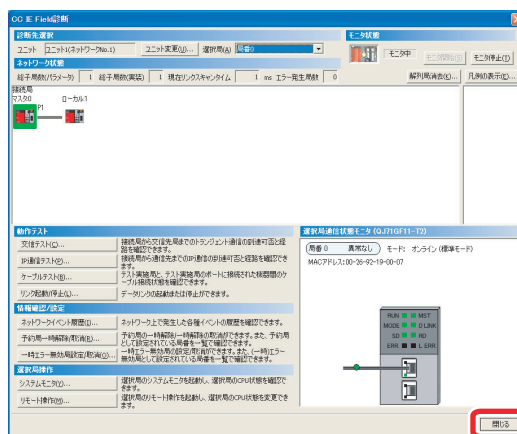 CC IE Field診断
診断先選択
ユニット ユニット1(ネットワークNo.1) ユニット変更(U)... 選択局(A) 局番0
モニタ状態
モニタ中 モニタ開始(S) モニタ停止(T)
ネットワーク状態
総子局数(パラメータ) 1 総子局数(実装) 1 現在リンクスキャンタイム 1 ms エラー発生局数 0
解列局消去(K)... 凡例の表示(E)...
接続局
マスタ0 ローカル1
P1
動作テスト
交信テスト(C)... 接続局から交信先局までのトランジェント通信の到達可否と経路を確認できます。
IP通信テスト(P)... 接続局から通信先までのIP通信の到達可否を確認できます。
ケーブルテスト(B)... テスト実施局と、テスト実施局のポートに接続された機器間のケーブル接続状態を確認できます。
リンク起動/停止(L)... データリンクの起動または停止ができます。
情報確認/設定
ネットワークイベント履歴(I)... ネットワーク上で発生した各種イベントの履歴を確認できます。
予約局一時解除/取消(R)... 予約局の一時解除/一時解除の取消ができます。また、予約局として設定されている局番を一覧で確認できます。
一時エラー無効局設定/取消(O)... 一時エラー無効局の設定/取消ができます。また、(一時)エラー無効局として設定されている局番を一覧で確認できます。
選択局操作
システムモニタ(Y)... 選択局のシステムモニタを起動し、選択局のCPU状態を確認できます。
リモート操作(M)... 選択局のリモート操作を起動し、選択局のCPU状態を変更できます。
選択局通信状態モニタ (QJ71GF11-T2)
局番 0 異常なし モード: オンライン (標準モード)
MACアドレス:00-26-92-19-00-07
RUN MST
MODE D LINK
SD RD
ERR L ERR
閉じる